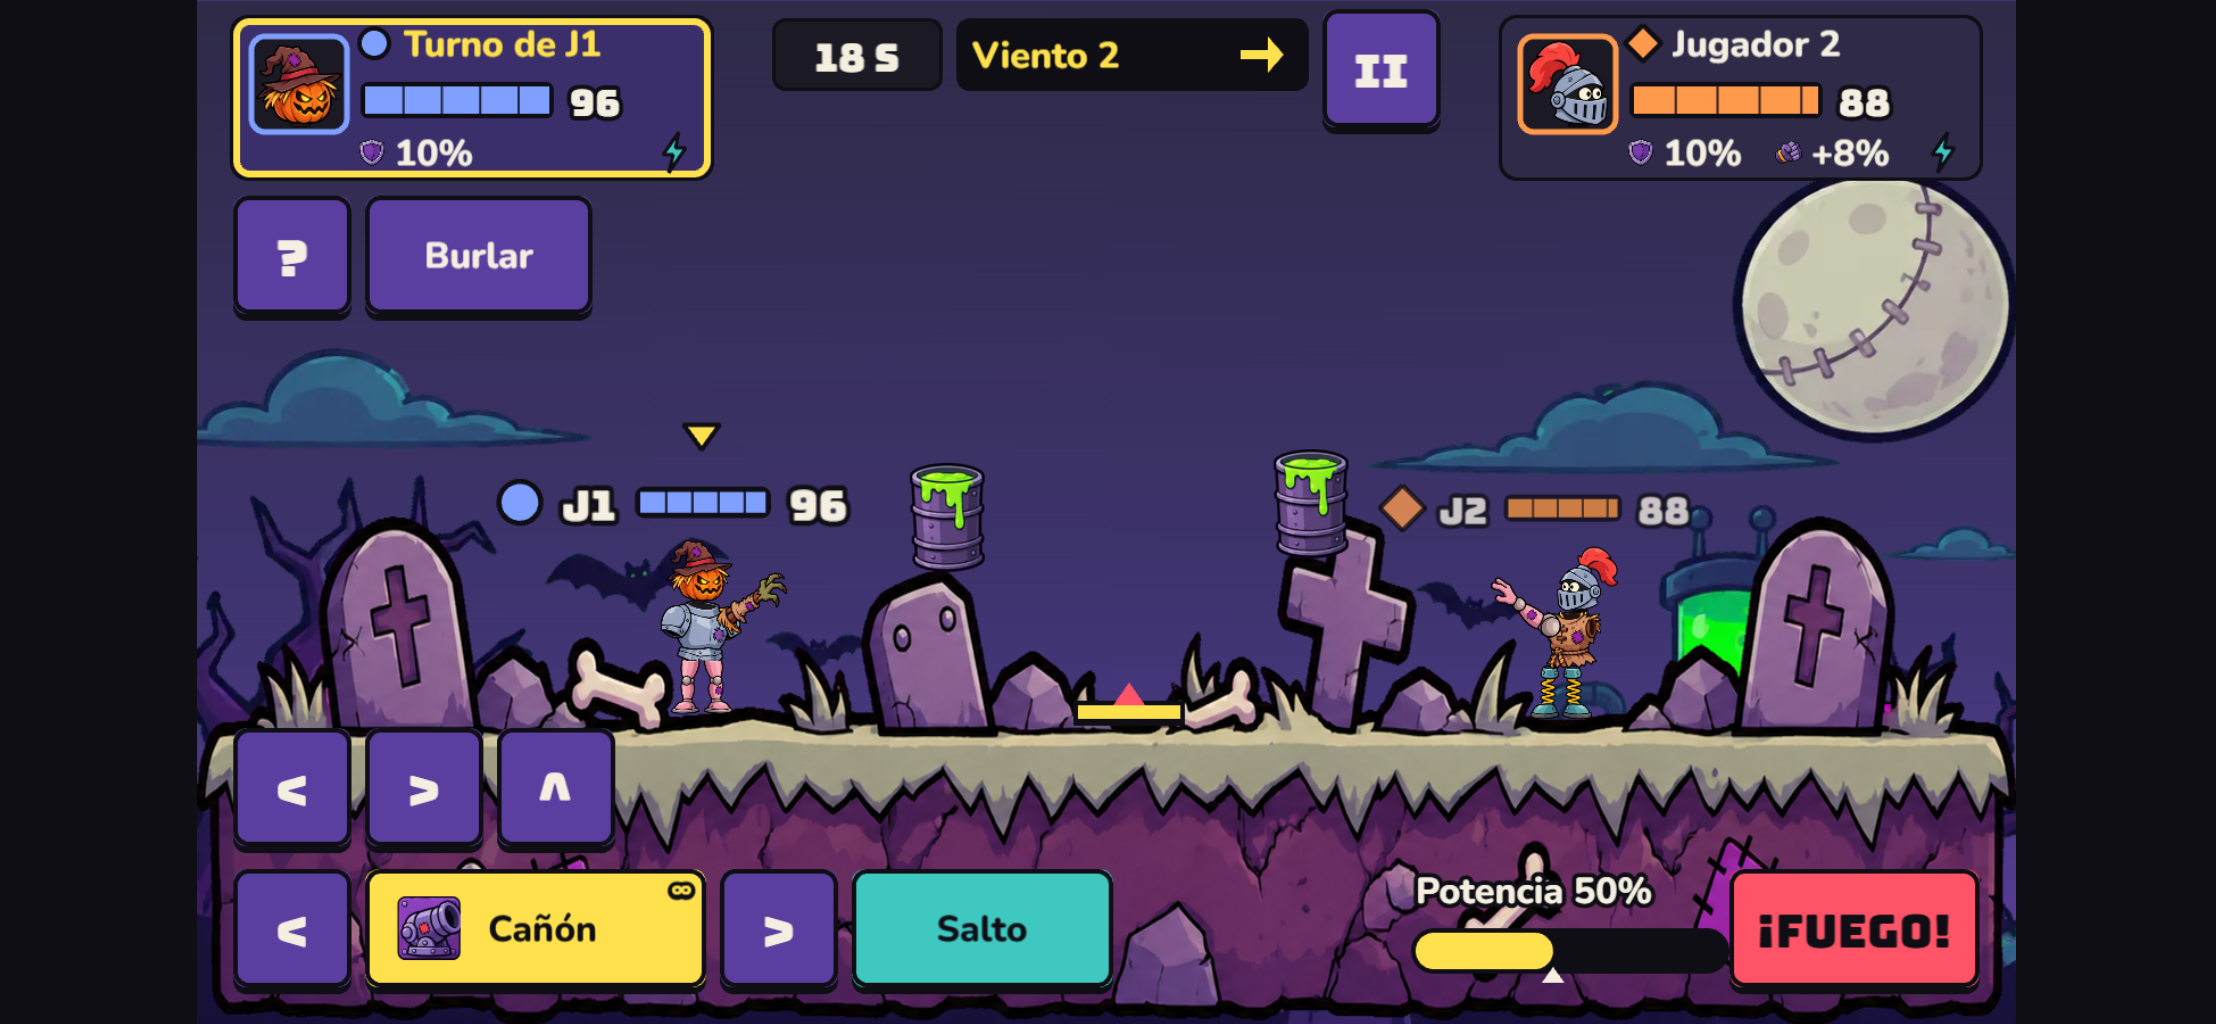 Turno de J1
96
10%
18 S
Viento 2
II
Jugador 2
88
10% +8%
?
Burlar
J1 96
J2 88
< > ^
< Cañón ∞ >
Salto
Potencia 50%
¡FUEGO!